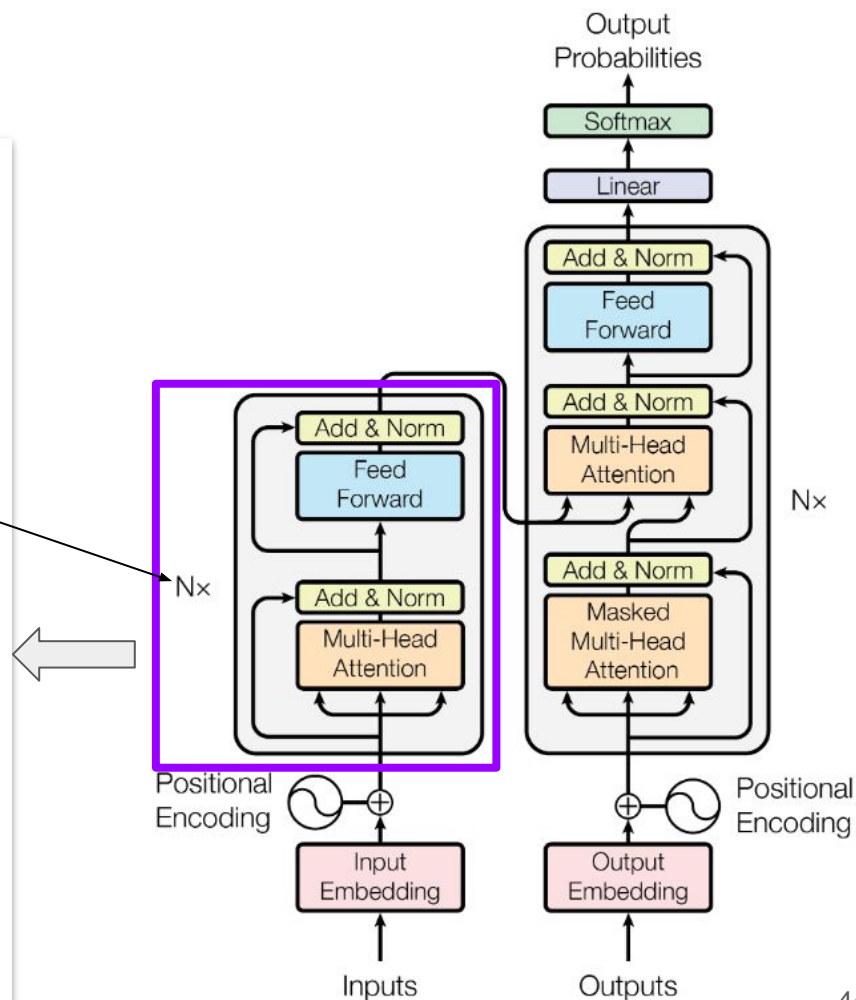 Output
Probabilities
Softmax
Linear
Add & Norm
Feed
Forward
Add & Norm
Multi-Head
Attention
Nx
Add & Norm
Masked
Multi-Head
Attention
Add & Norm
Feed
Forward
Nx
Add & Norm
Multi-Head
Attention
Positional
Encoding
Positional
Encoding
Input
Embedding
Output
Embedding
Inputs
Outputs